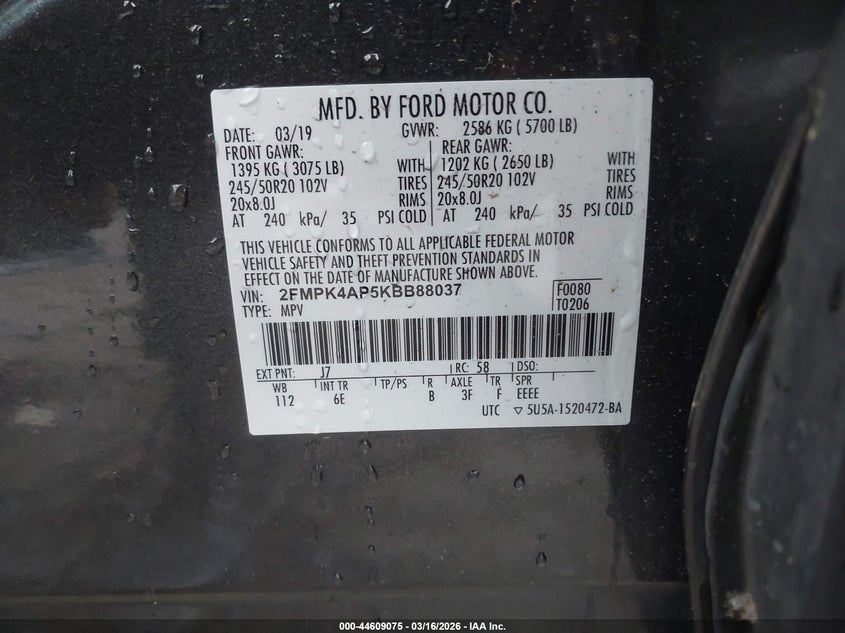 MFD. BY FORD MOTOR CO.
DATE: 03/19 GVWR: 2586 KG ( 5700 LB)
FRONT GAWR: REAR GAWR:
1395 KG ( 3075 LB) WITH 1202 KG ( 2650 LB) WITH
245/50R20 102V TIRES 245/50R20 102V TIRES
20x8.0J RIMS 20x8.0J RIMS
AT 240 kPa/ 35 PSI COLD AT 240 kPa/ 35 PSI COLD
THIS VEHICLE CONFORMS TO ALL APPLICABLE FEDERAL MOTOR
VEHICLE SAFETY AND THEFT PREVENTION STANDARDS IN
EFFECT ON THE DATE OF MANUFACTURE SHOWN ABOVE.
VIN: 2FMPK4AP5KBB88037 F0080
TYPE: MPV T0206
EXT PNT: J7 RC: 58 DSO:
WB INT TR TP/PS R AXLE TR SPR
112 6E B 3F F EEEE
UTC ▽ 5U5A-1520472-BA
000-44609075 - 03/16/2026 - IAA Inc.